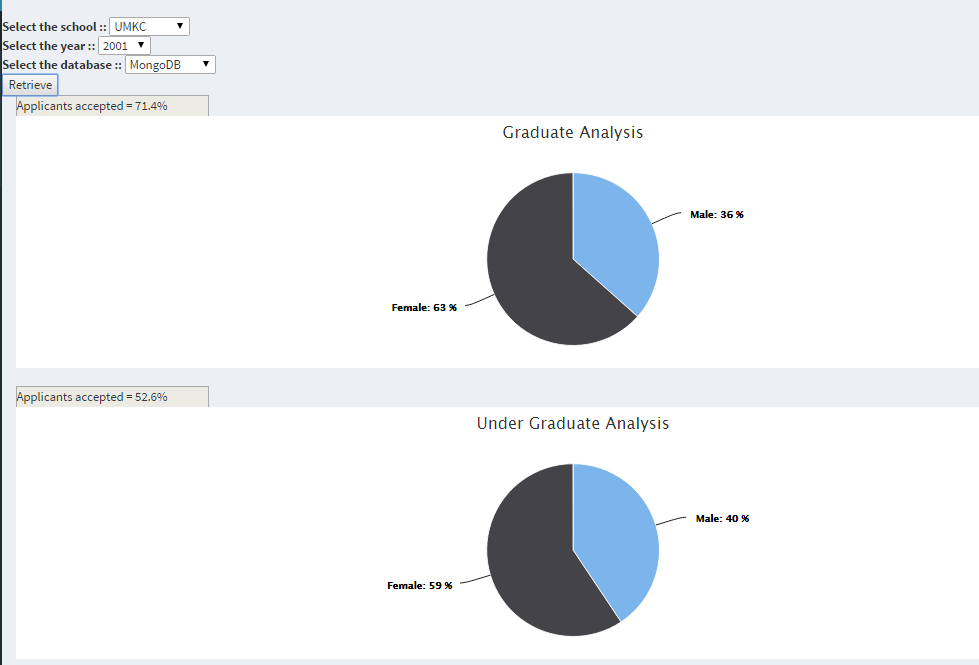 Select the school :: UMKC
Select the year :: 2001
Select the database :: MongoDB
Retrieve
Applicants accepted = 71.4%
Graduate Analysis
Male: 36 %
Female: 63 %
Applicants accepted = 52.6%
Under Graduate Analysis
Male: 40 %
Female: 59 %